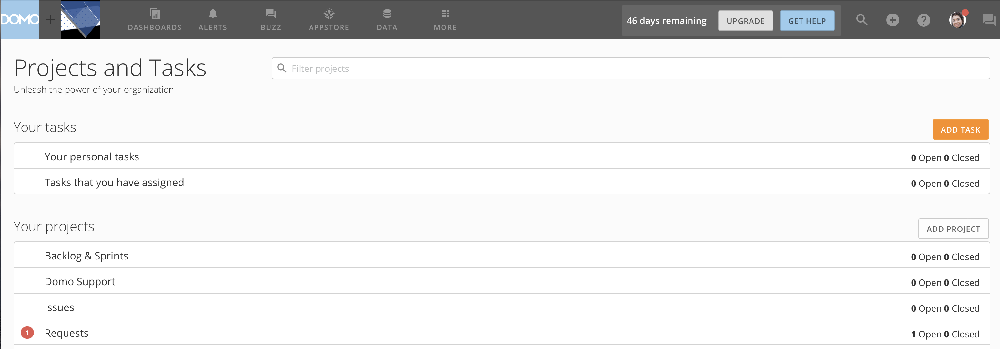 DOMO
DASHBOARDS
ALERTS
BUZZ
APPSTORE
DATA
MORE
46 days remaining
UPGRADE
GET HELP
Projects and Tasks
Filter projects
Unleash the power of your organization
Your tasks
ADD TASK
Your personal tasks
0 Open 0 Closed
Tasks that you have assigned
0 Open 0 Closed
Your projects
ADD PROJECT
Backlog & Sprints
0 Open 0 Closed
Domo Support
0 Open 0 Closed
Issues
0 Open 0 Closed
1
Requests
1 Open 0 Closed